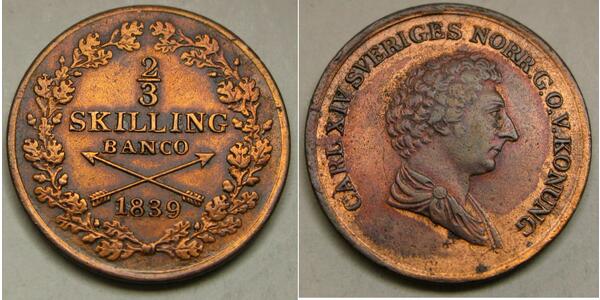 2
3
SKILLING
BANCO
1839
CARL XIV SVERIGES NORR. G. O. V. KONUNG